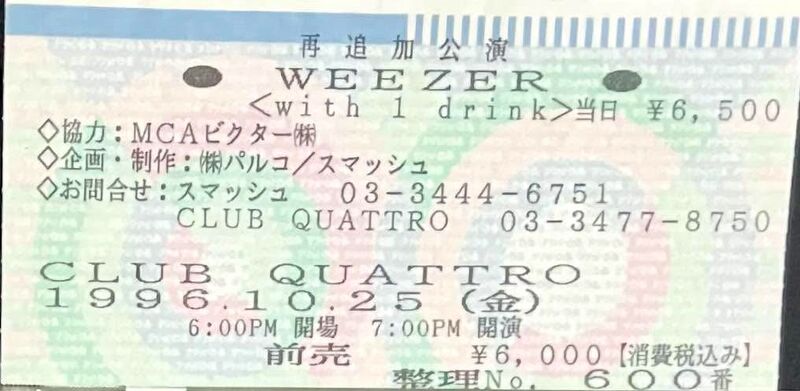 再追加公演
● WEEZER ●
<with 1 drink>当日 ¥6,500
◇協力:MCAビクター㈱
◇企画・制作:㈱パルコ/スマッシュ
◇お問合せ:スマッシュ 03-3444-6751
CLUB QUATTRO 03-3477-8750
CLUB QUATTRO
1996.10.25(金)
6:00PM 開場 7:00PM 開演
前売 ¥6,000【消費税込み】
整理No. 600番